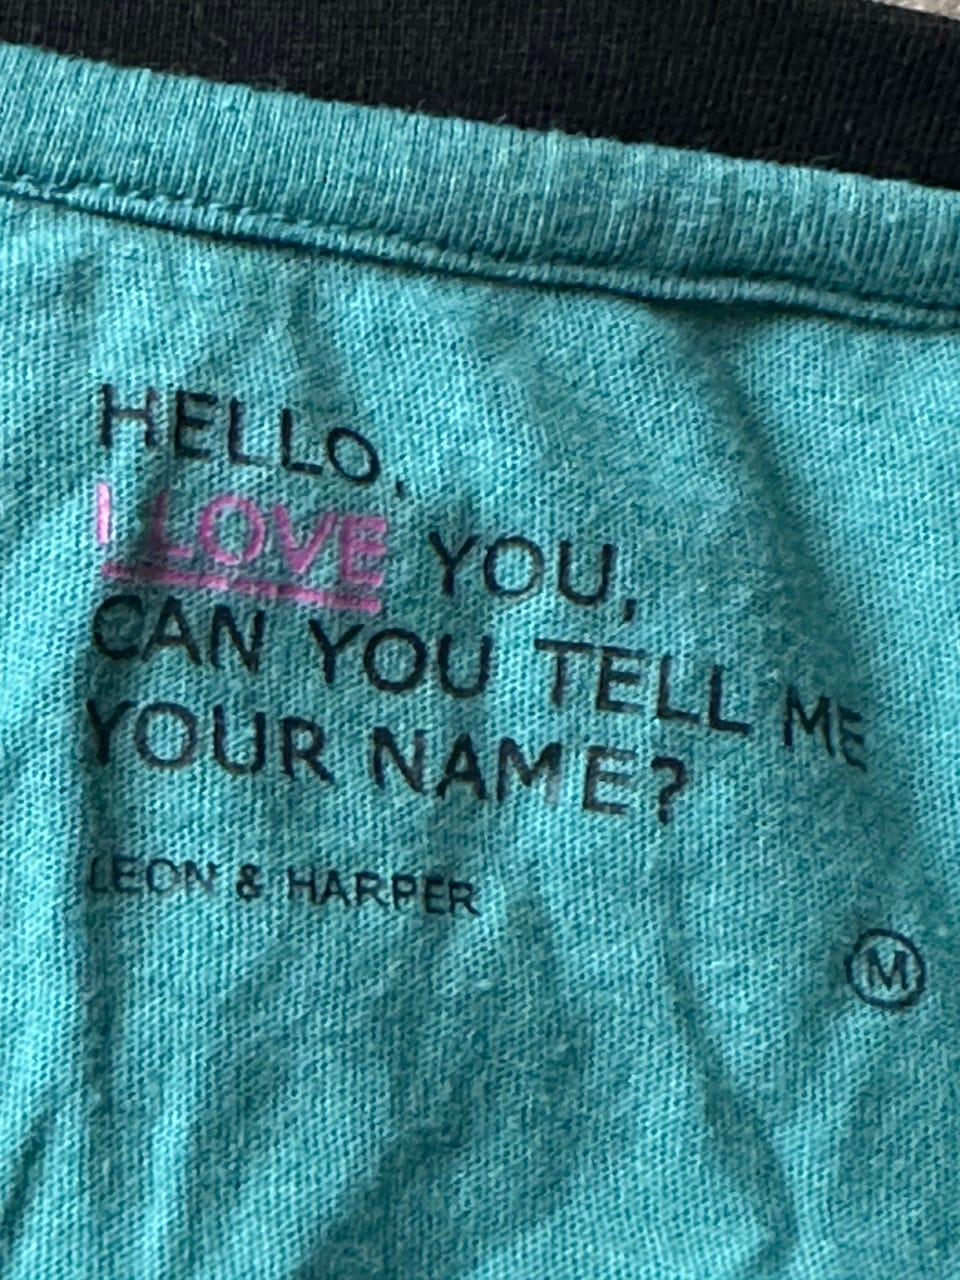 HELLO,
I LOVE YOU,
CAN YOU TELL ME
YOUR NAME?
LEON & HARPER
M